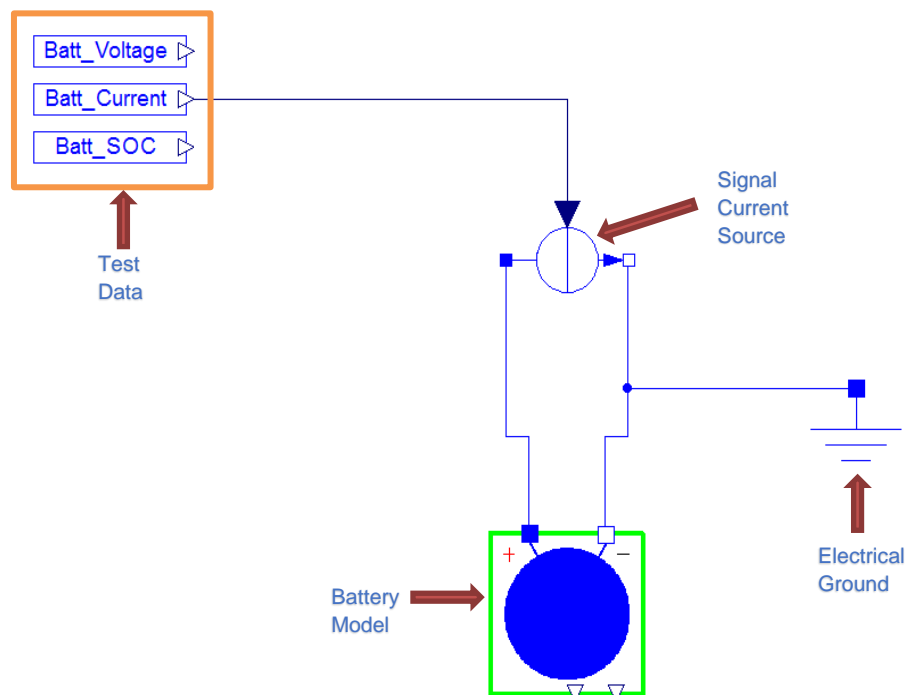 Batt_Voltage
Batt_Current
Batt_SOC
Test
Data
Signal
Current
Source
+
−
Battery
Model
Electrical
Ground